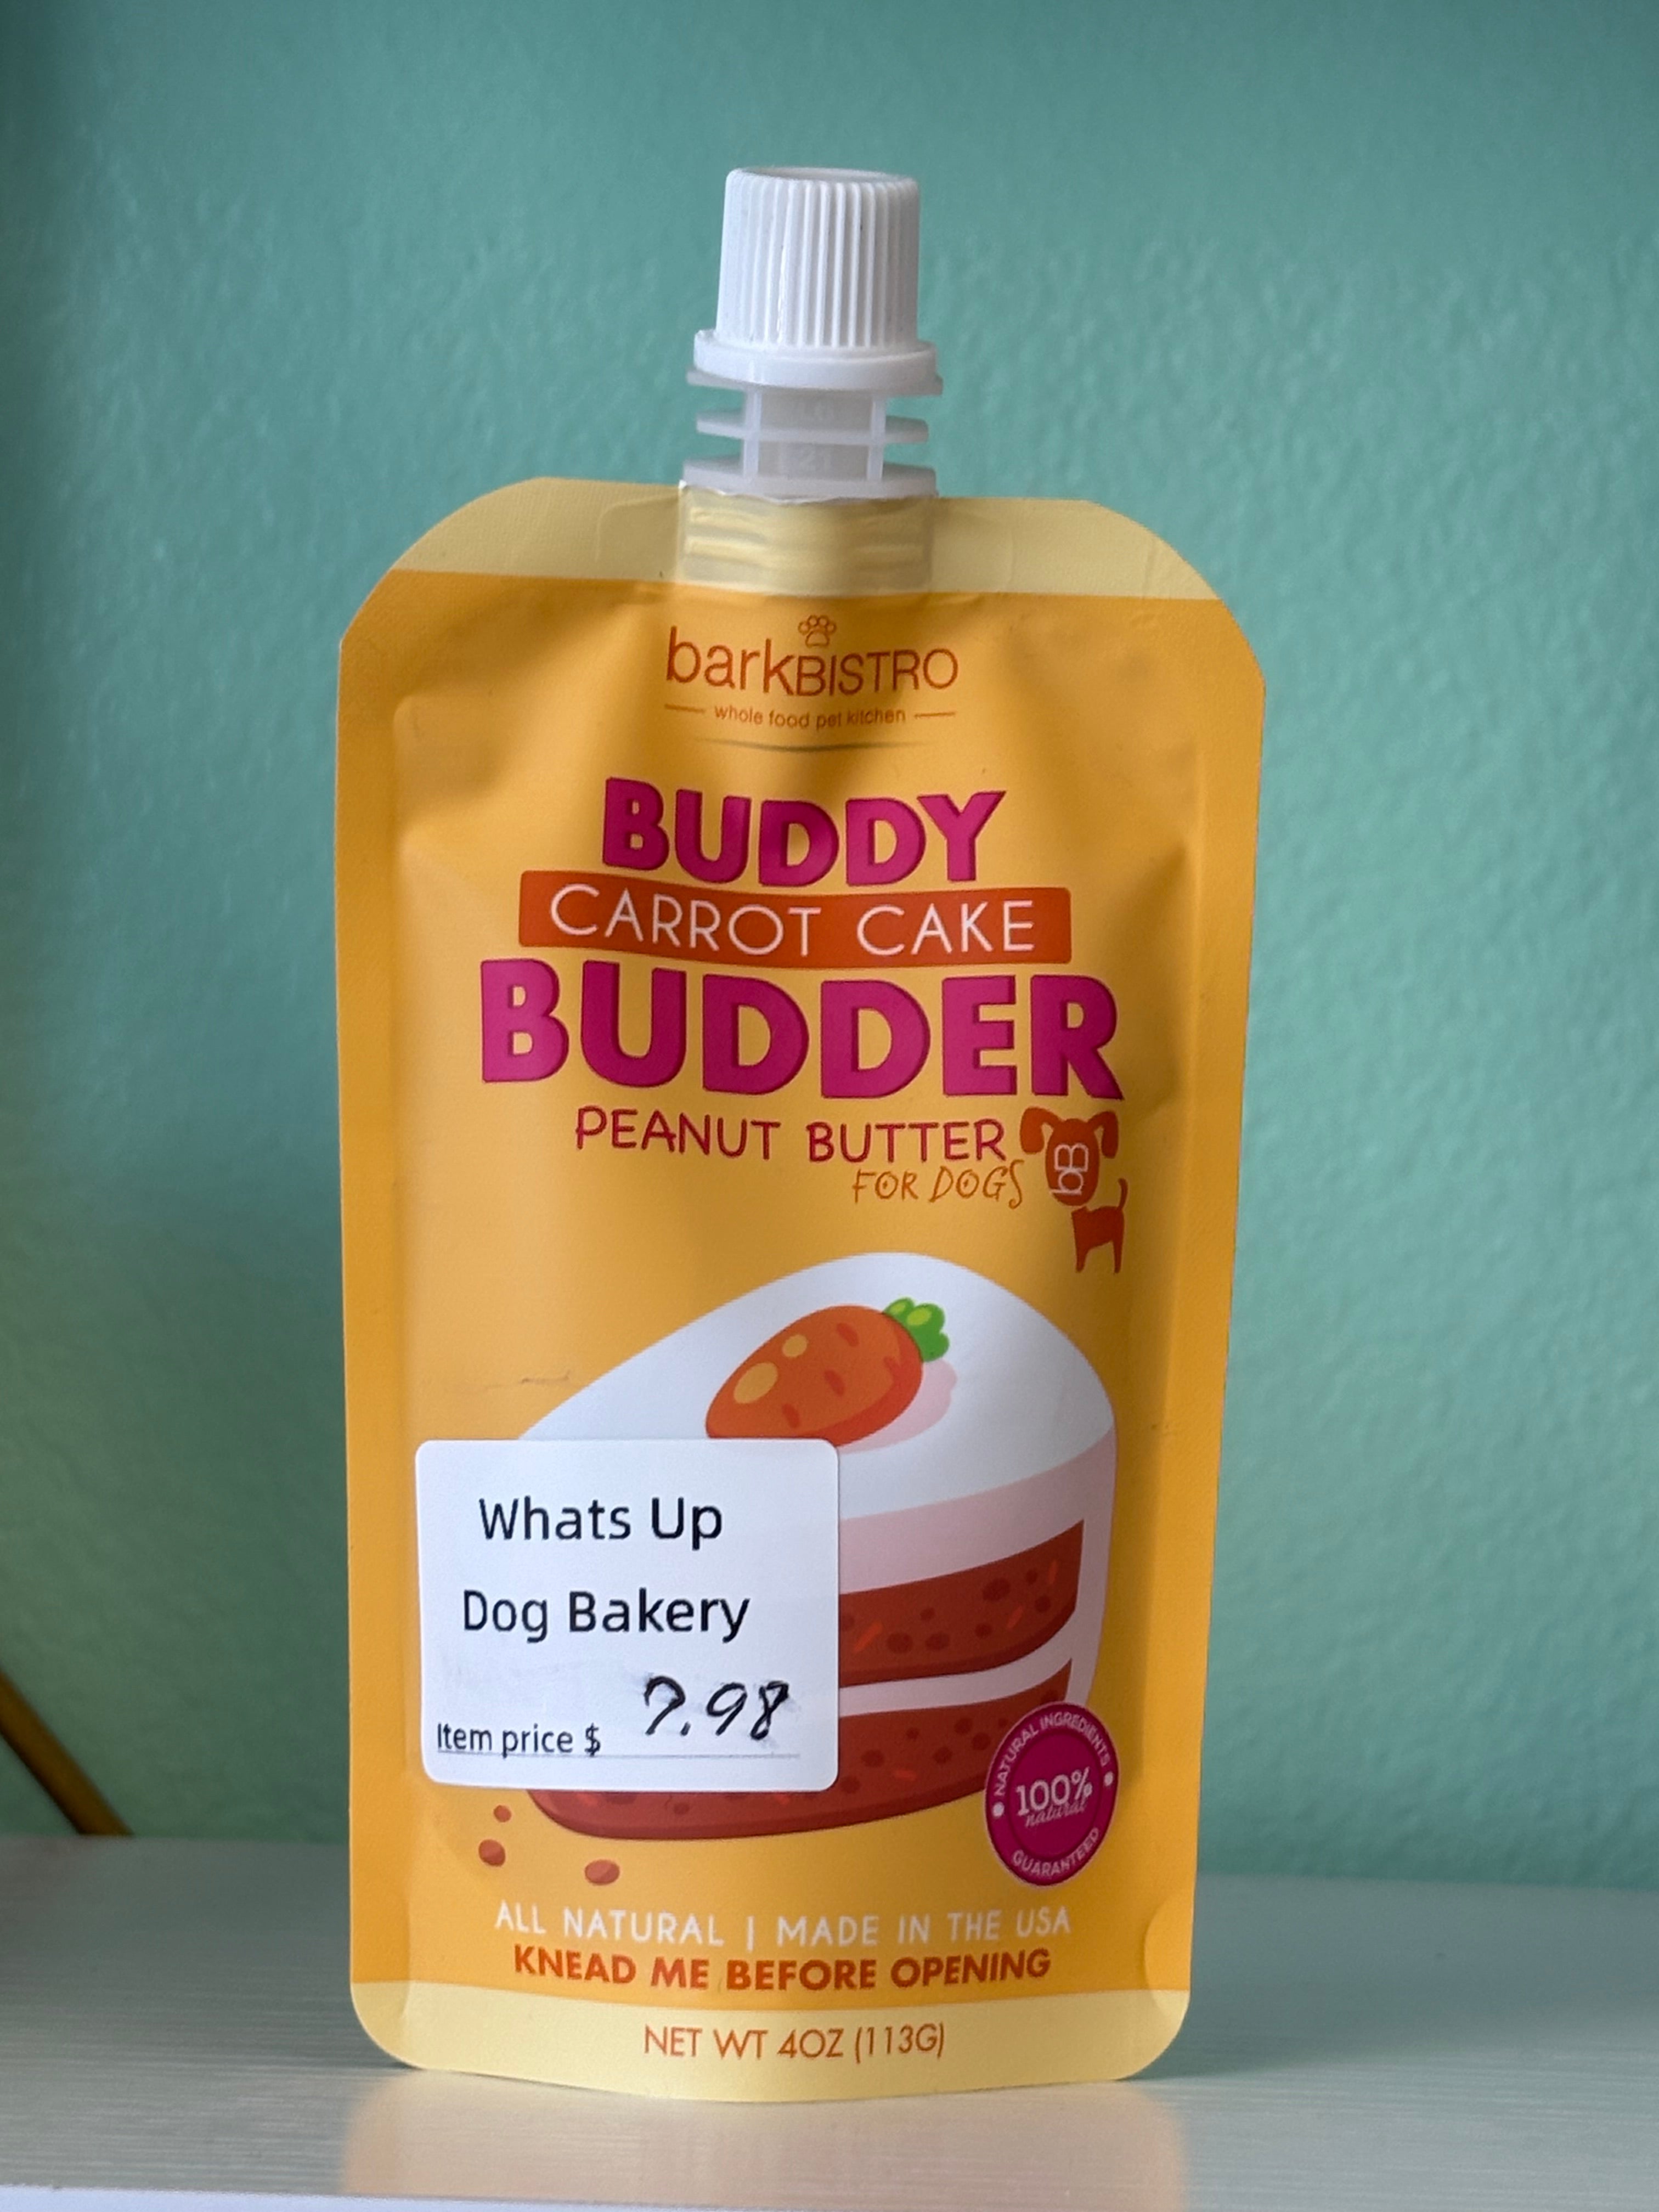 barkBISTRO
whole food pet kitchen
BUDDY
CARROT CAKE
BUDDER
PEANUT BUTTER
FOR DOGS
bB
Whats Up
Dog Bakery
Item price $ 7.98
NATURAL INGREDIENTS
100%
natural
GUARANTEED
ALL NATURAL | MADE IN THE USA
KNEAD ME BEFORE OPENING
NET WT 4OZ (113G)